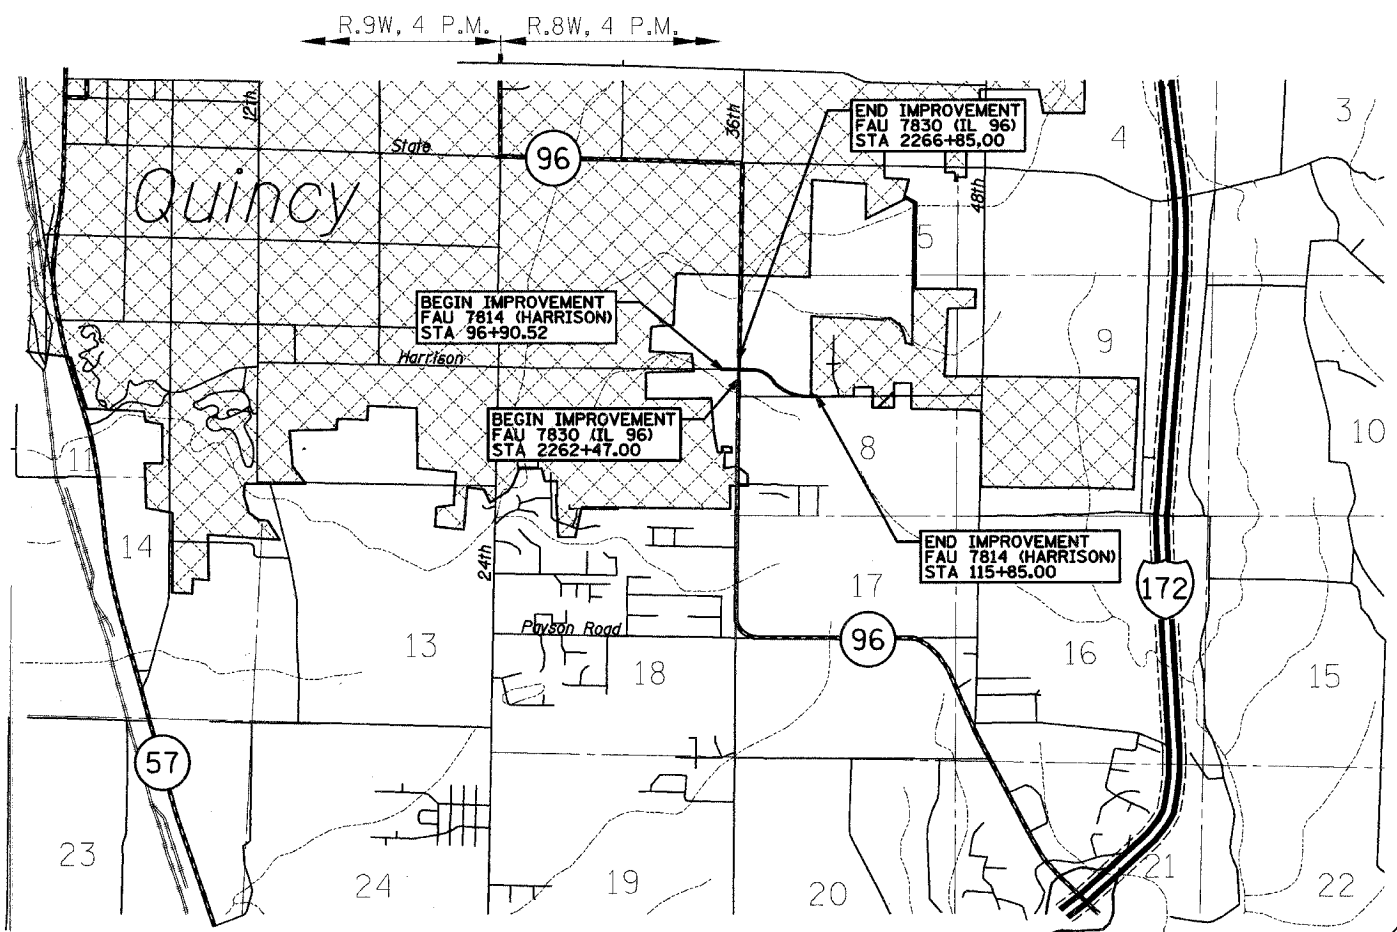 R.9W, 4 P.M. R.8W, 4 P.M.
12th
36th
END IMPROVEMENT
FAU 7830 (IL 96)
STA 2266+85.00
3
4
State
96
Quincy
48th
5
BEGIN IMPROVEMENT
FAU 7814 (HARRISON)
STA 96+90.52
10
9
Harrison
BEGIN IMPROVEMENT
FAU 7830 (IL 96)
STA 2262+47.00
8
11
14
24th
END IMPROVEMENT
FAU 7814 (HARRISON)
STA 115+85.00
17
172
Payson Road
96
13
18
16
15
57
23
24
19
20
21
22